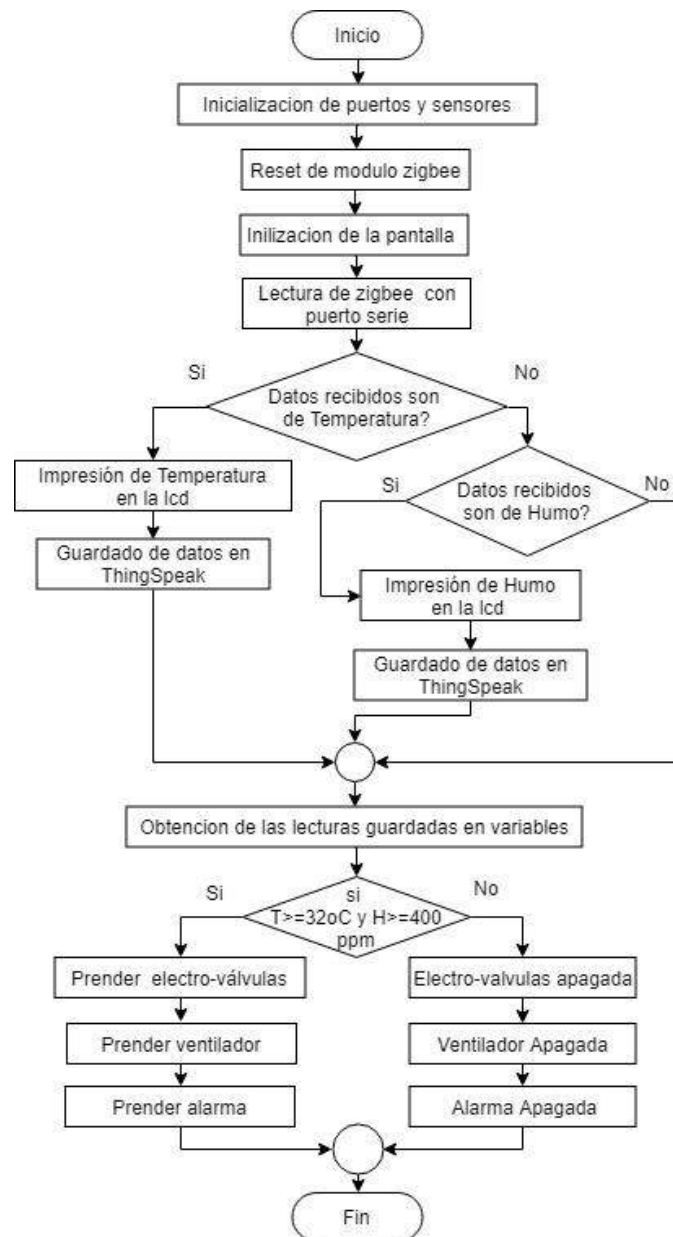 Inicio
Inicializacion de puertos y sensores
Reset de modulo zigbee
Inilizacion de la pantalla
Lectura de zigbee con
puerto serie
Si
No
Datos recibidos son
de Temperatura?
Impresión de Temperatura
en la lcd
Guardado de datos en
ThingSpeak
Si
No
Datos recibidos
son de Humo?
Impresión de Humo
en la lcd
Guardado de datos en
ThingSpeak
Obtencion de las lecturas guardadas en variables
Si
No
si
T>=32oC y H>=400
ppm
Prender electro-válvulas
Prender ventilador
Prender alarma
Electro-valvulas apagada
Ventilador Apagada
Alarma Apagada
Fin